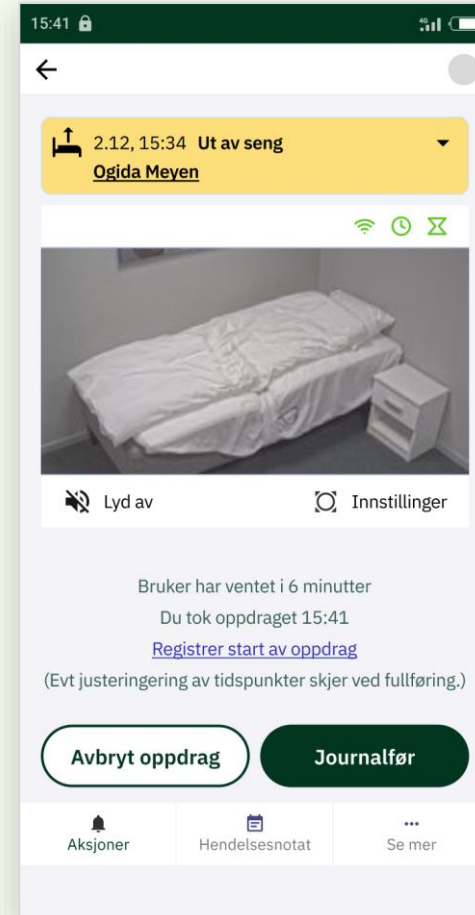 15:41
4G
2.12, 15:34 Ut av seng
Ogida Meyen
Lyd av
Innstillinger
Bruker har ventet i 6 minutter
Du tok oppdraget 15:41
Registrer start av oppdrag
(Evt justeringering av tidspunkter skjer ved fullføring.)
Avbryt oppdrag
Journalfør
Aksjoner
Hendelsesnotat
Se mer